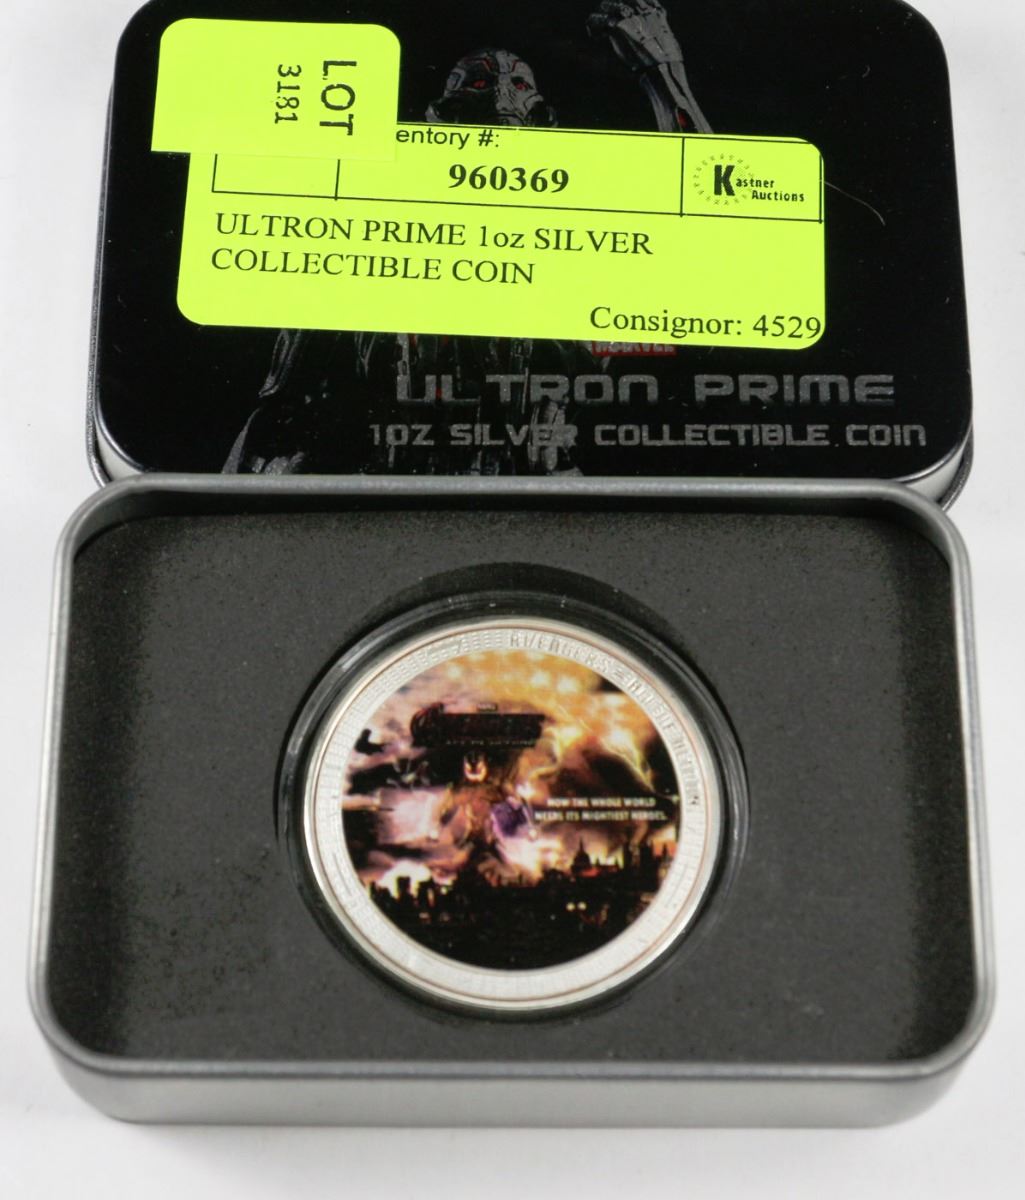 LOT
3181
entory #:
960369
Kastner
Auctions
ULTRON PRIME 1oz SILVER
COLLECTIBLE COIN
Consignor: 4529
ULTRON PRIME
1OZ SILVER COLLECTIBLE COIN
AVENGERS
NOW THE WHOLE WORLD
NEEDS ITS MIGHTIEST HEROES.